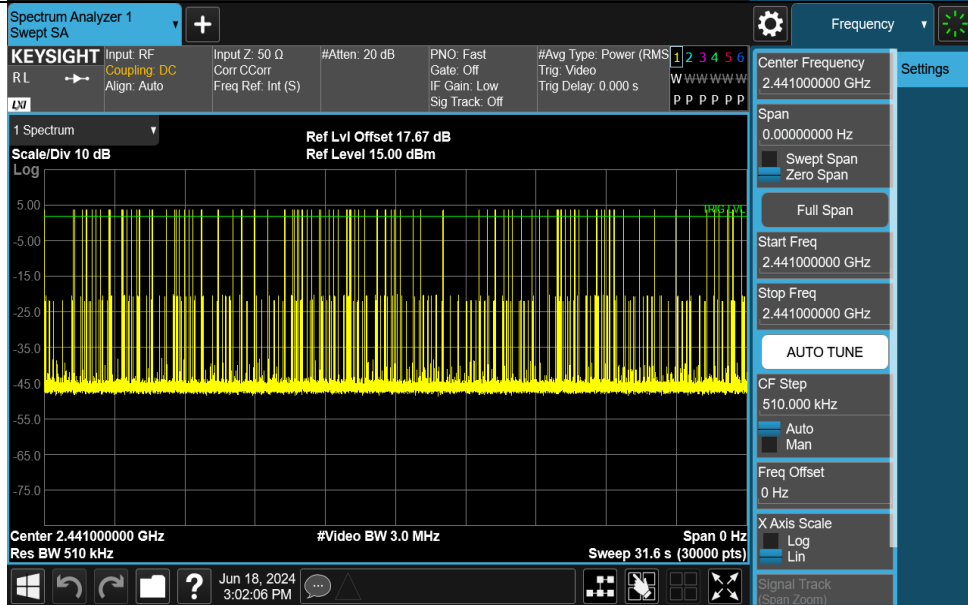 Spectrum Analyzer 1
Swept SA
Frequency
KEYSIGHT
R L
LXI
Input: RF
Coupling: DC
Align: Auto
Input Z: 50 Ω
Corr CCorr
Freq Ref: Int (S)
#Atten: 20 dB
PNO: Fast
Gate: Off
IF Gain: Low
Sig Track: Off
#Avg Type: Power (RMS
Trig: Video
Trig Delay: 0.000 s
1 2 3 4 5 6
W W W W W W
P P P P P P
1 Spectrum
Scale/Div 10 dB
Log
Ref Lvl Offset 17.67 dB
Ref Level 15.00 dBm
TRIG LVL
5.00
-5.00
-15.0
-25.0
-35.0
-45.0
-55.0
-65.0
-75.0
Center 2.441000000 GHz
Res BW 510 kHz
#Video BW 3.0 MHz
Span 0 Hz
Sweep 31.6 s (30000 pts)
Jun 18, 2024
3:02:06 PM
Center Frequency
2.441000000 GHz
Span
0.00000000 Hz
Swept Span
Zero Span
Full Span
Start Freq
2.441000000 GHz
Stop Freq
2.441000000 GHz
AUTO TUNE
CF Step
510.000 kHz
Auto
Man
Freq Offset
0 Hz
X Axis Scale
Log
Lin
Signal Track
(Span Zoom)
Settings